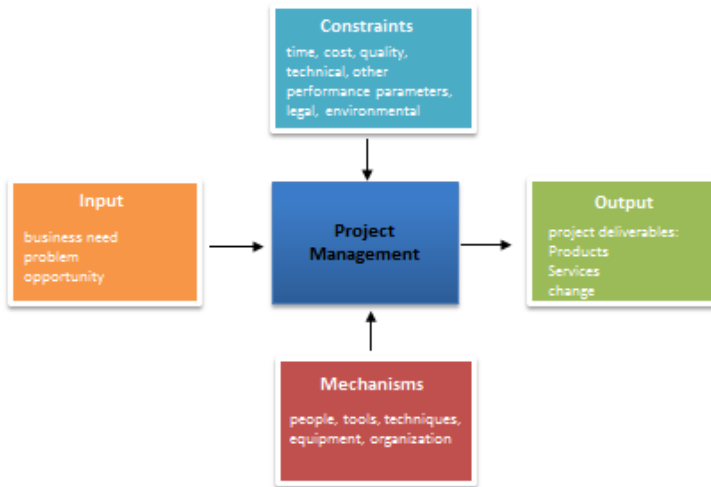 Constraints
time, cost, quality,
technical, other
performance parameters,
legal, environmental
Input
business need
problem
opportunity
Project
Management
Output
project deliverables:
Products
Services
change
Mechanisms
people, tools, techniques,
equipment, organization